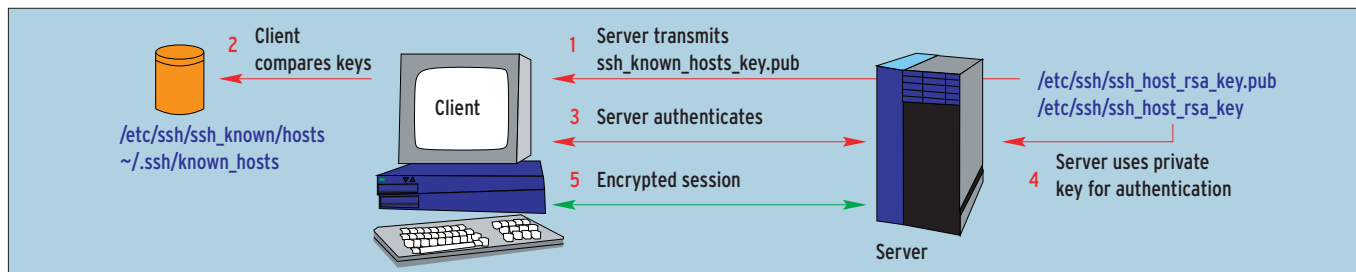 2 Client
compares keys
/etc/ssh/ssh_known/hosts
~/.ssh/known_hosts
Client
1 Server transmits
ssh_known_hosts_key.pub
3 Server authenticates
5 Encrypted session
Server
/etc/ssh/ssh_host_rsa_key.pub
/etc/ssh/ssh_host_rsa_key
4 Server uses private
key for authentication